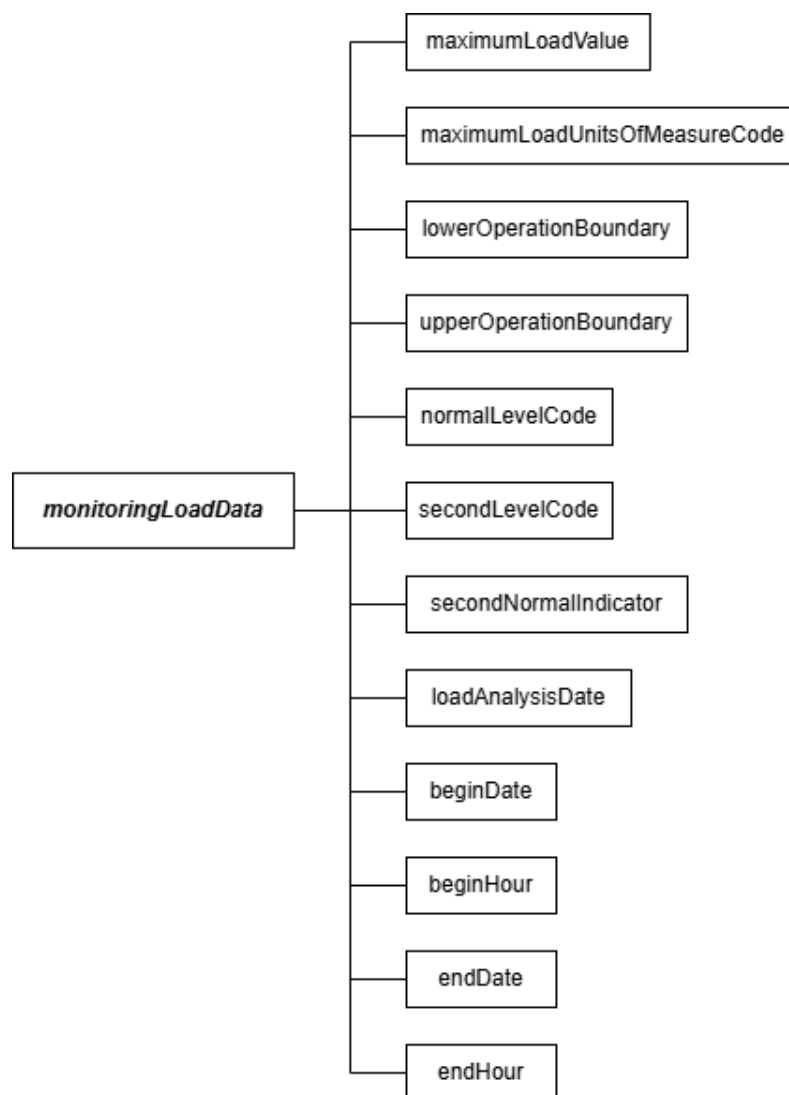 maximumLoadValue
maximumLoadUnitsOfMeasureCode
lowerOperationBoundary
upperOperationBoundary
normalLevelCode
monitoringLoadData
secondLevelCode
secondNormalIndicator
loadAnalysisDate
beginDate
beginHour
endDate
endHour